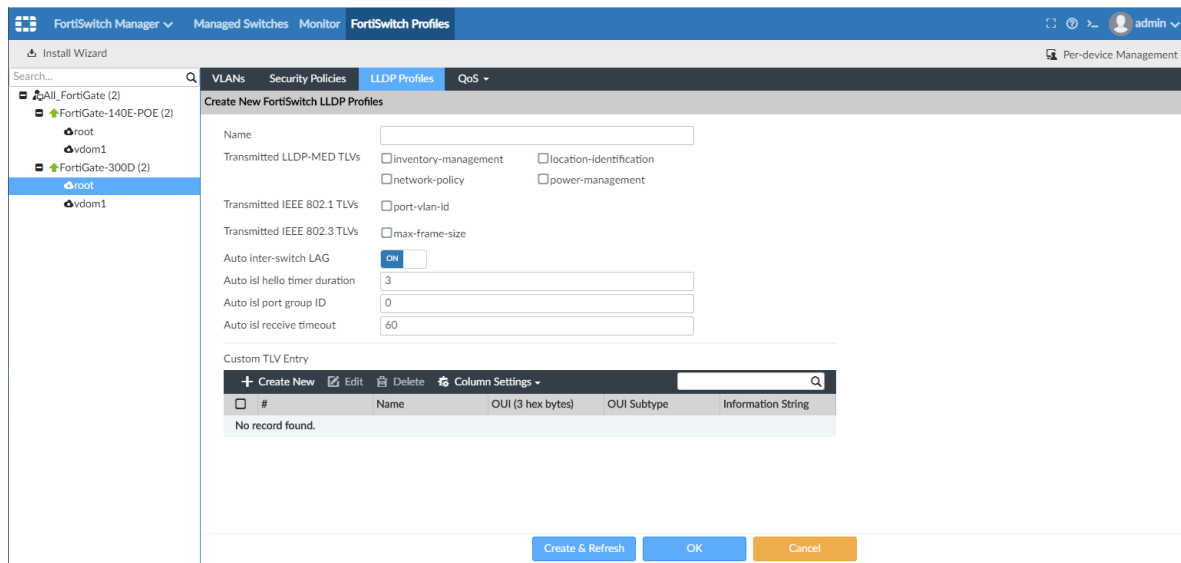 FortiSwitch Manager Managed Switches Monitor FortiSwitch Profiles admin
Install Wizard Per-device Management
Search... VLANs Security Policies LLDP Profiles QoS
All_FortiGate (2)
Create New FortiSwitch LLDP Profiles
FortiGate-140E-POE (2)
root
vdom1
FortiGate-300D (2)
root
vdom1
Name
Transmitted LLDP-MED TLVs inventory-management location-identification
network-policy power-management
Transmitted IEEE 802.1 TLVs port-vlan-id
Transmitted IEEE 802.3 TLVs max-frame-size
Auto inter-switch LAG ON
Auto isl hello timer duration 3
Auto isl port group ID 0
Auto isl receive timeout 60
Custom TLV Entry
Create New Edit Delete Column Settings
# Name OUI (3 hex bytes) OUI Subtype Information String
No record found.
Create & Refresh OK Cancel